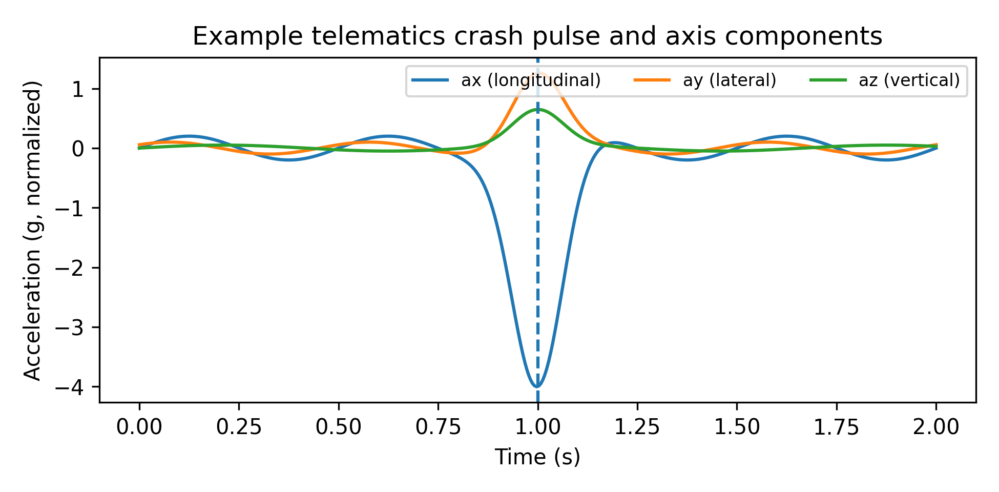 Example telematics crash pulse and axis components
ax (longitudinal) ay (lateral) az (vertical)
Acceleration (g, normalized)
1
0
−1
−2
−3
−4
0.00 0.25 0.50 0.75 1.00 1.25 1.50 1.75 2.00
Time (s)